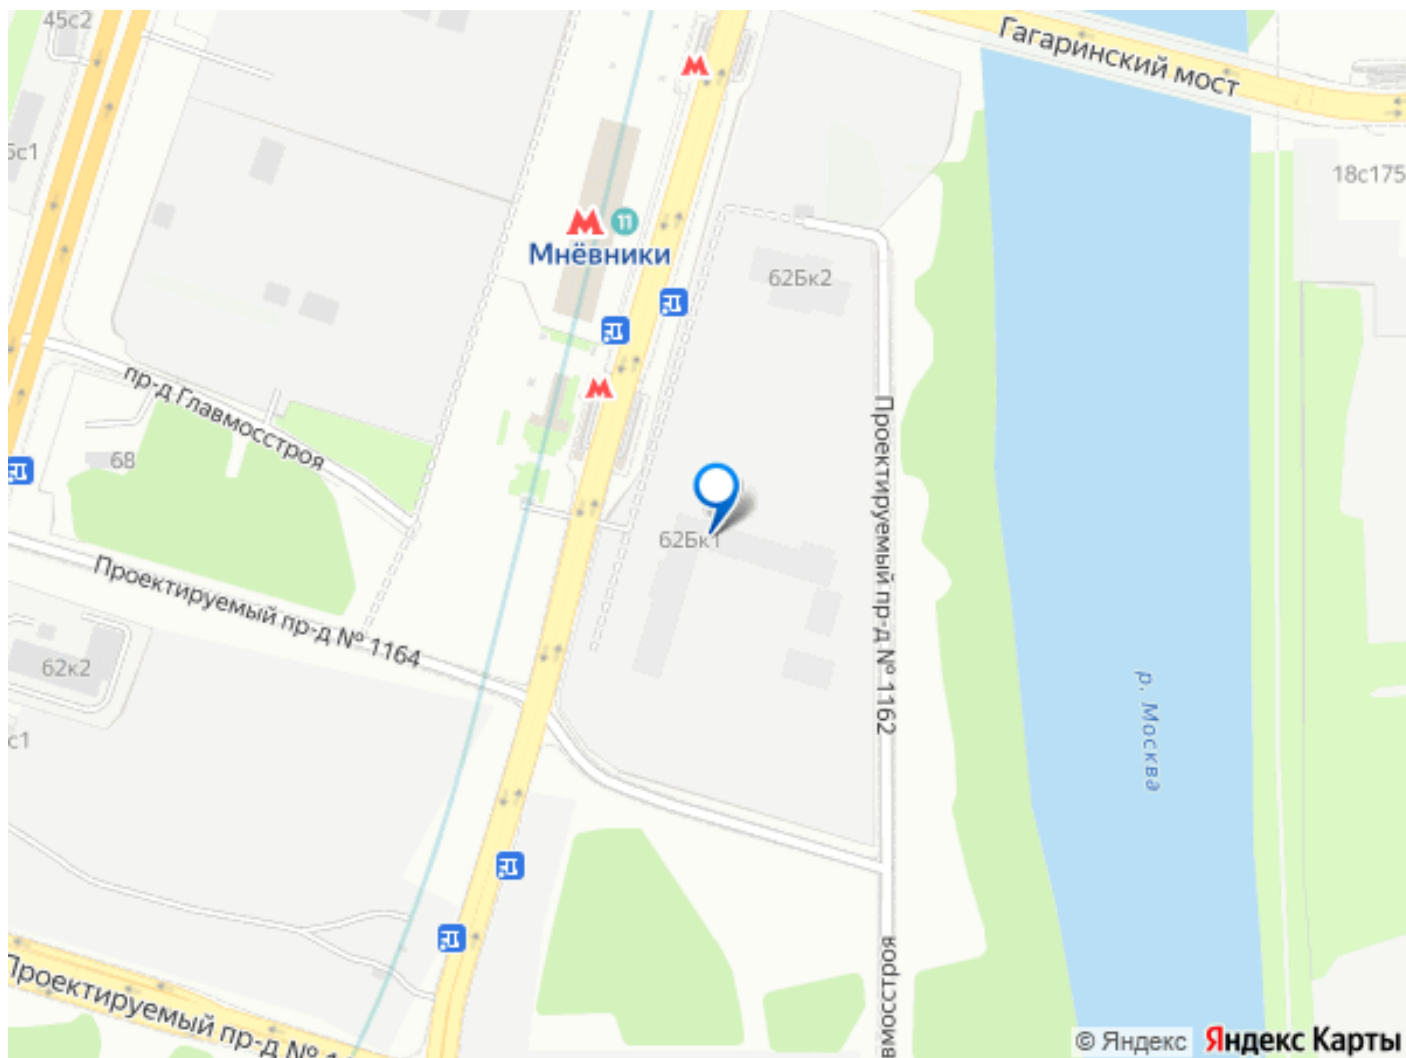 45с2
Гагаринский мост
5с1
18с175
М
М 11
Мнёвники
62Бк2
М
пр-д Главмосстроя
68
Проектируемый пр-д № 1162
62Бк1
Проектируемый пр-д № 1164
62к2
р. Москва
с1
Проектируемый пр-д №
© Яндекс Яндекс Карты